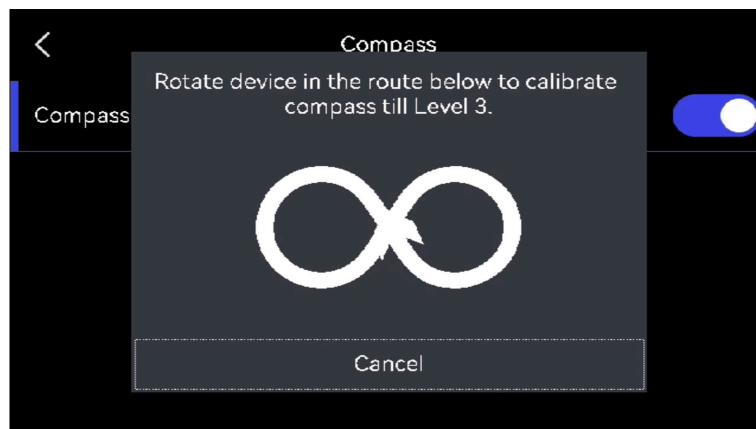 Compass
Rotate device in the route below to calibrate
compass till Level 3.
Compass
Cancel